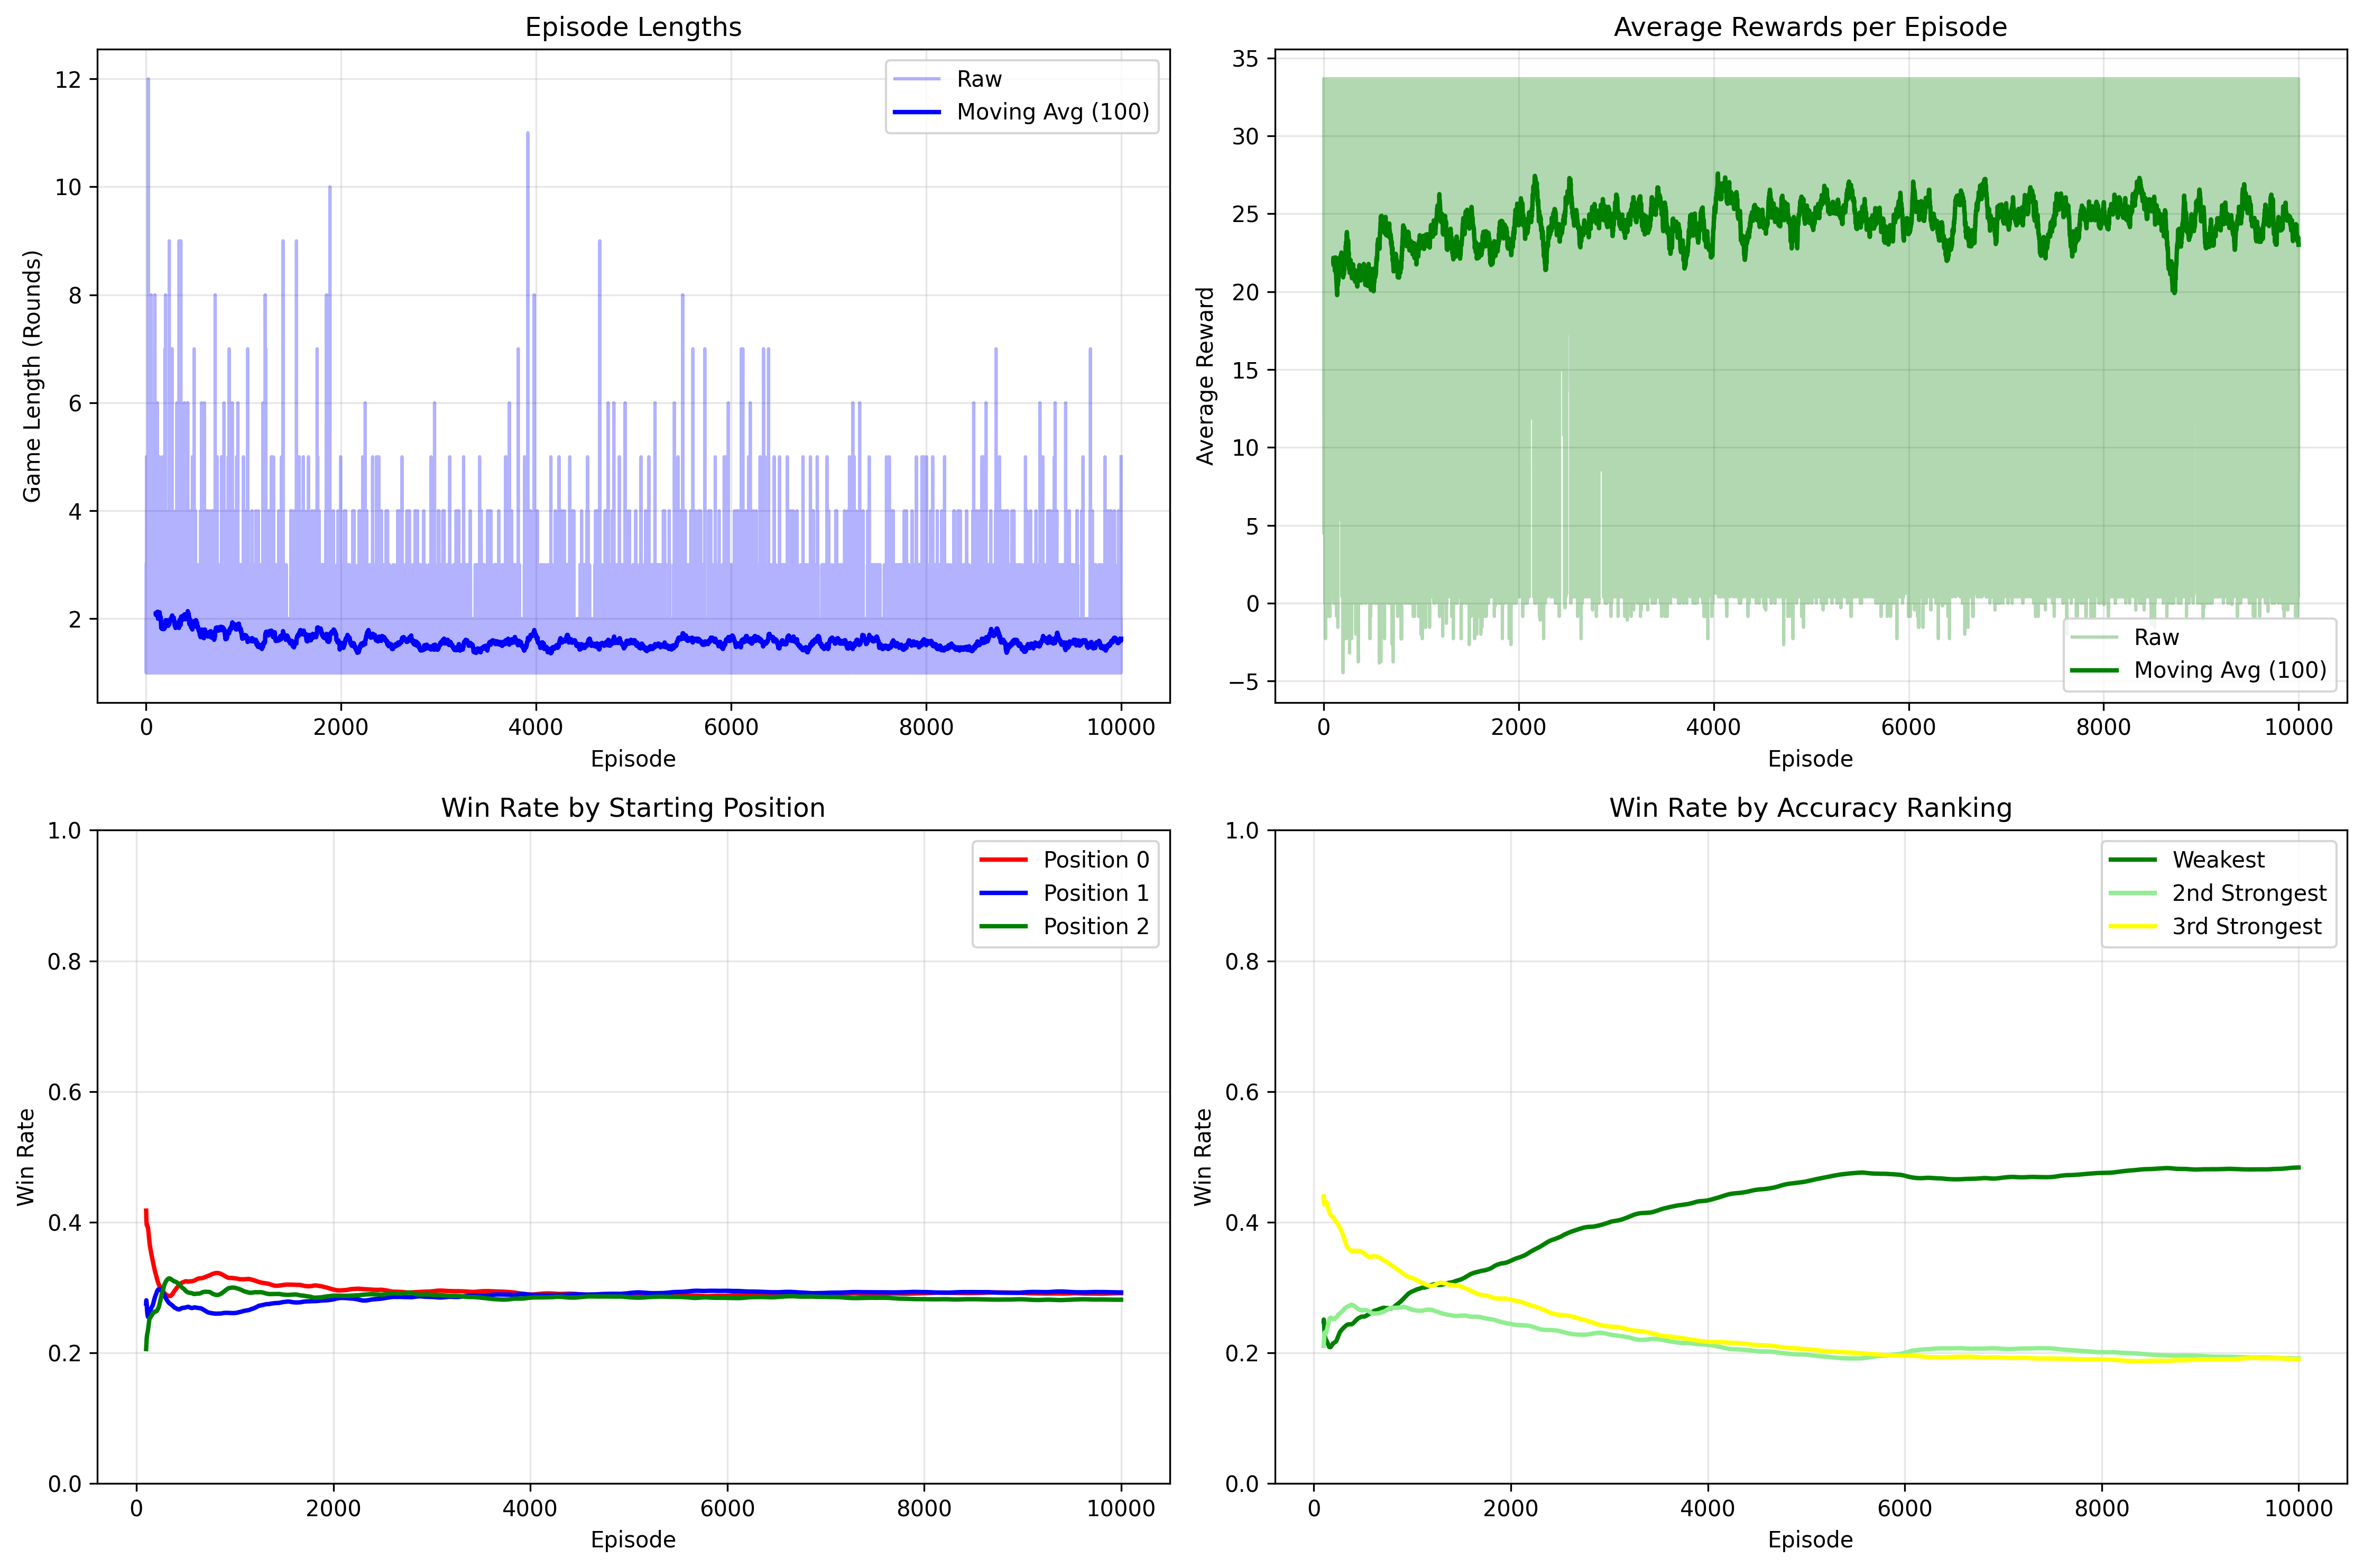 Episode Lengths
12
10
8
6
4
2
Game Length (Rounds)
Raw
Moving Avg (100)
0
2000
4000
6000
8000
10000
Episode
Average Rewards per Episode
35
30
25
20
15
10
5
0
−5
Average Reward
Raw
Moving Avg (100)
0
2000
4000
6000
8000
10000
Episode
Win Rate by Starting Position
1.0
0.8
0.6
0.4
0.2
0.0
Win Rate
Position 0
Position 1
Position 2
0
2000
4000
6000
8000
10000
Episode
Win Rate by Accuracy Ranking
1.0
0.8
0.6
0.4
0.2
0.0
Win Rate
Weakest
2nd Strongest
3rd Strongest
0
2000
4000
6000
8000
10000
Episode